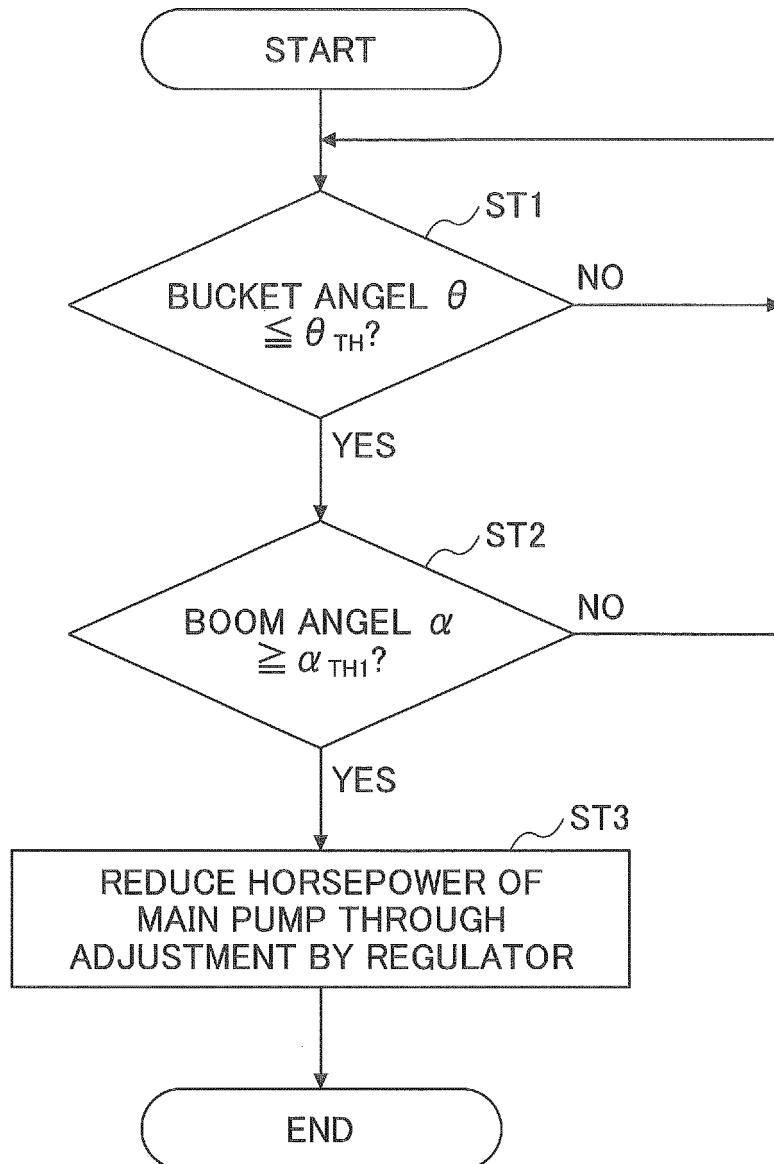 START
ST1
BUCKET ANGEL θ
≦ θTH?
NO
YES
ST2
BOOM ANGEL α
≧ αTH1?
NO
YES
ST3
REDUCE HORSEPOWER OF
MAIN PUMP THROUGH
ADJUSTMENT BY REGULATOR
END